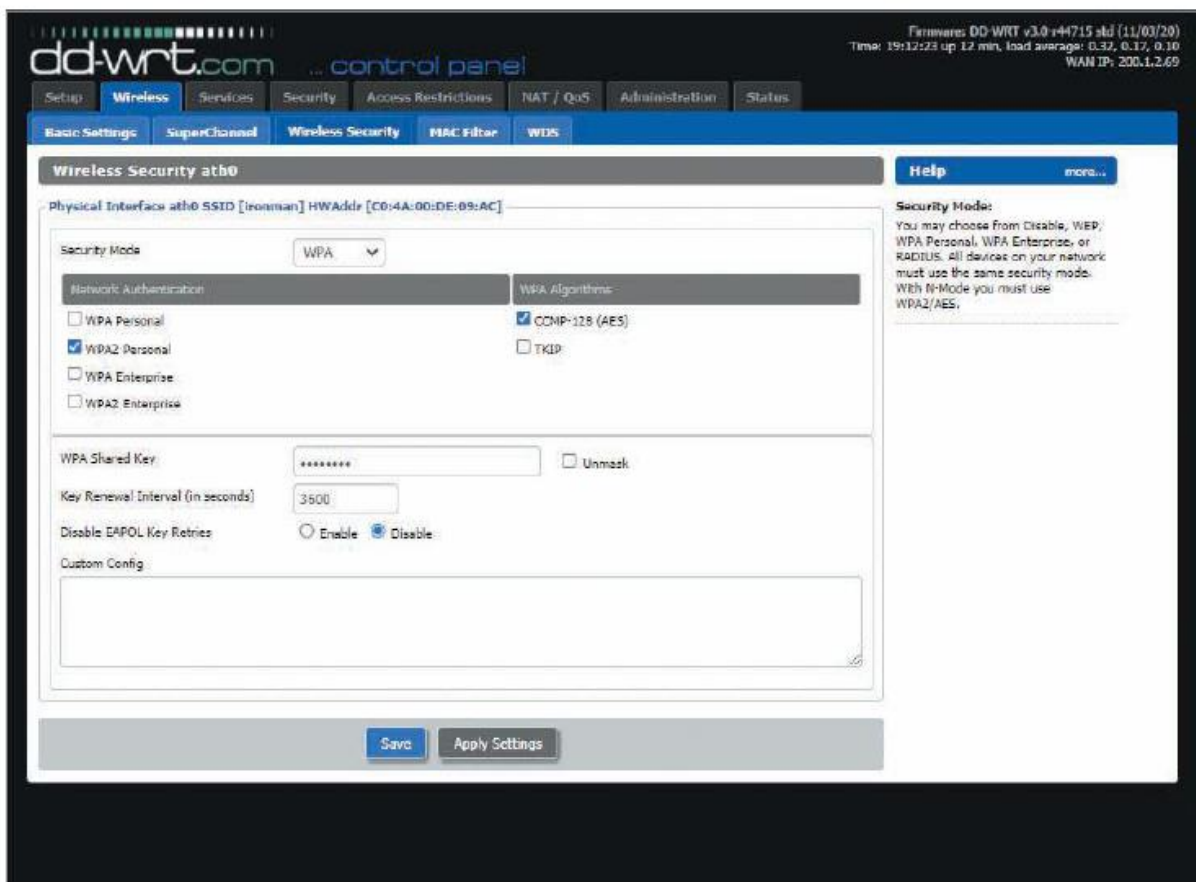 dd-wrt.com ... control panel
Firmware: DD-WRT v3.0-r44715 std (11/03/20)
Time: 19:12:23 up 12 min, load average: 0.32, 0.17, 0.10
WAN IP: 200.1.2.69
Setup Wireless Services Security Access Restrictions NAT / QoS Administration Status
Basic Settings SuperChannel Wireless Security MAC Filter WDS
Wireless Security ath0
Physical Interface ath0 SSID [ironman] HWAddr [C0:4A:00:DE:09:AC]
Security Mode WPA
Network Authentication WPA Algorithms
WPA Personal CCMP-128 (AES)
WPA2 Personal TKIP
WPA Enterprise
WPA2 Enterprise
WPA Shared Key •••••••• Unmask
Key Renewal Interval (in seconds) 3600
Disable EAPOL Key Retries Enable Disable
Custom Config
Save Apply Settings
Help more...
Security Mode:
You may choose from Disable, WEP,
WPA Personal, WPA Enterprise, or
RADIUS. All devices on your network
must use the same security mode.
With N-Mode you must use
WPA2/AES.